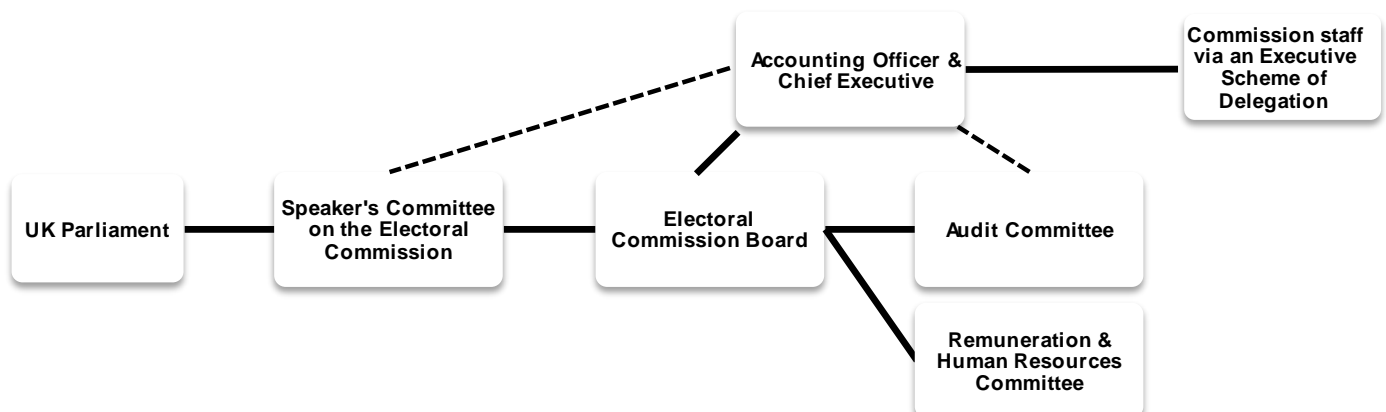 Accounting Officer &
Chief Executive
Commission staff
via an Executive
Scheme of
Delegation
UK Parliament
Speaker's Committee
on the Electoral
Commission
Electoral
Commission Board
Audit Committee
Remuneration &
Human Resources
Committee